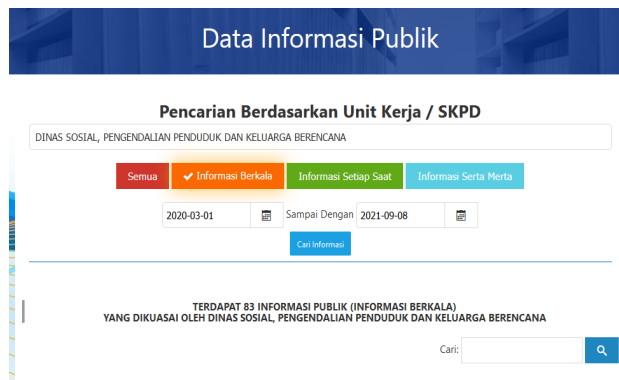 Data Informasi Publik
Pencarian Berdasarkan Unit Kerja / SKPD
DINAS SOSIAL, PENGENDALIAN PENDUDUK DAN KELUARGA BERENCANA
Semua Informasi Berkala Informasi Setiap Saat Informasi Serta Merta
2020-03-01 Sampai Dengan 2021-09-08
Cari Informasi
TERDAPAT 83 INFORMASI PUBLIK (INFORMASI BERKALA)
YANG DIKUASAI OLEH DINAS SOSIAL, PENGENDALIAN PENDUDUK DAN KELUARGA BERENCANA
Cari: